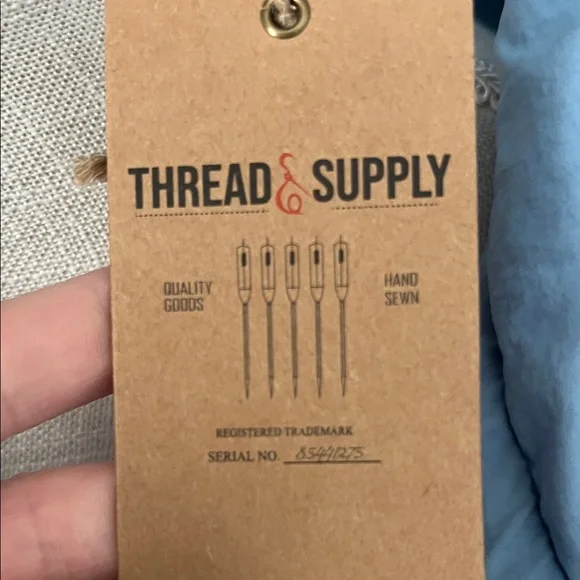 THREAD & SUPPLY
QUALITY GOODS
HAND SEWN
REGISTERED TRADEMARK
SERIAL NO. 85441275